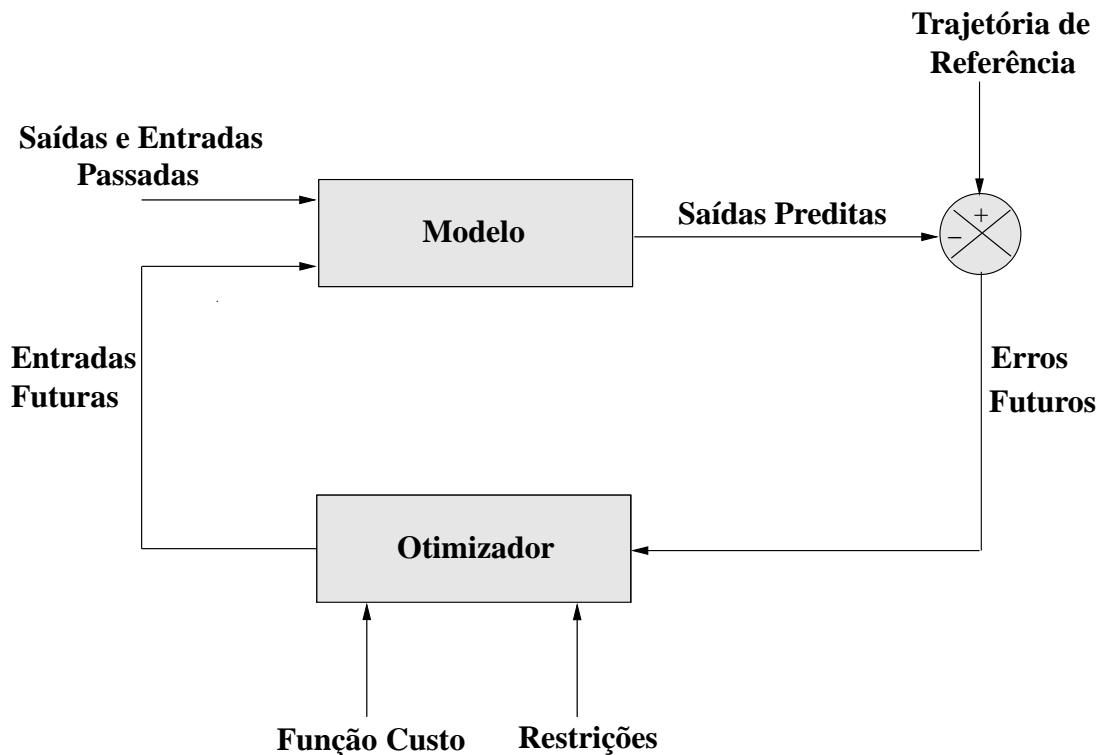 Trajetória de
Referência
Saídas e Entradas
Passadas
Modelo
Saídas Preditas
+
−
Entradas
Futuras
Erros
Futuros
Otimizador
Função Custo
Restrições